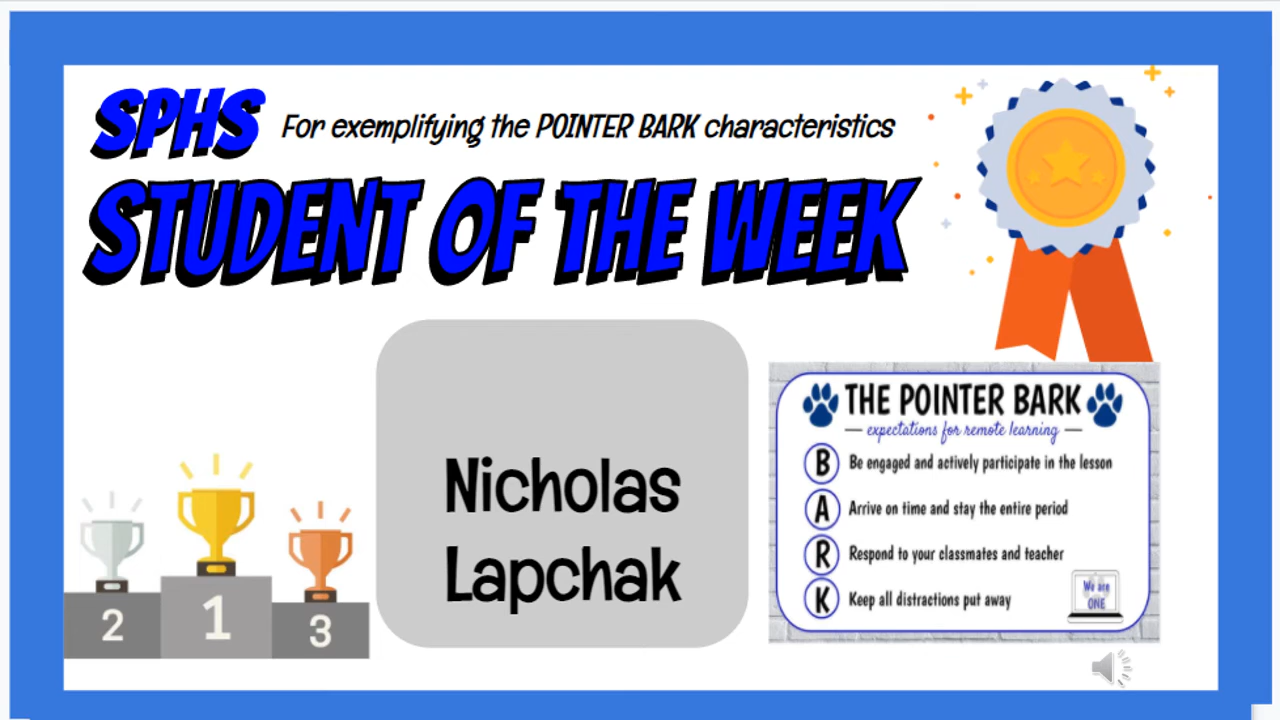 SPHS
For exemplifying the POINTER BARK characteristics
STUDENT OF THE WEEK
Nicholas
Lapchak
2
1
3
THE POINTER BARK
expectations for remote learning
B Be engaged and actively participate in the lesson
A Arrive on time and stay the entire period
R Respond to your classmates and teacher
K Keep all distractions put away
We are
ONE